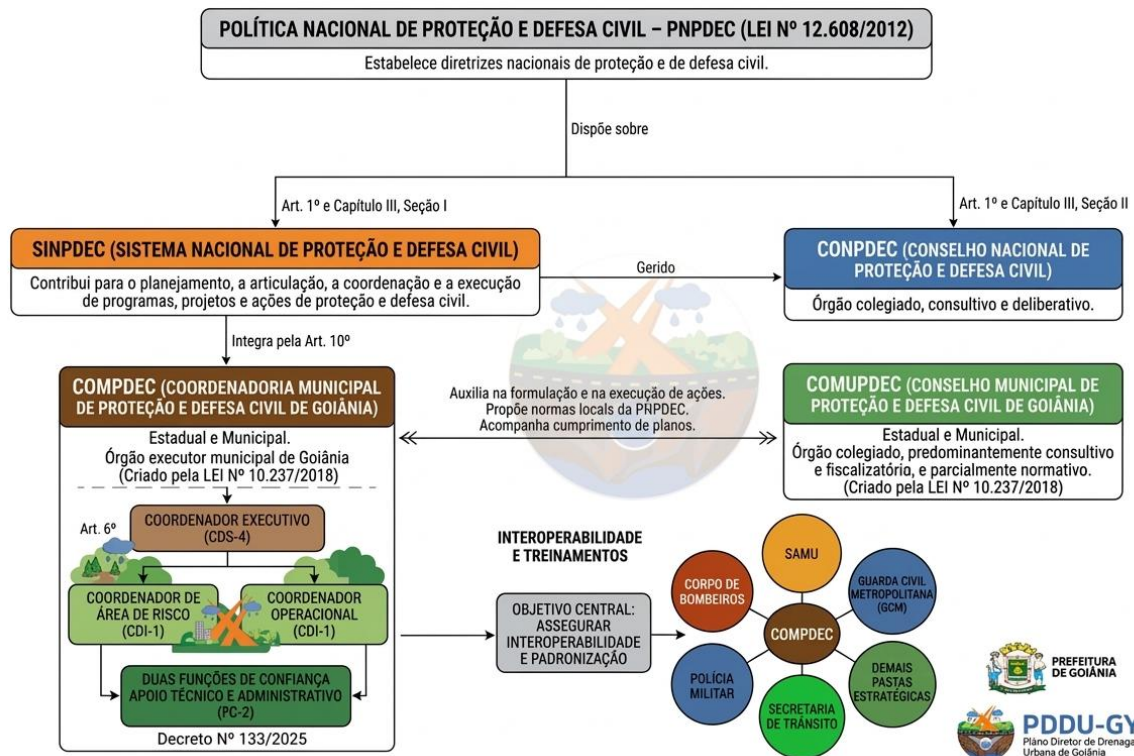 POLÍTICA NACIONAL DE PROTEÇÃO E DEFESA CIVIL – PNPDEC (LEI Nº 12.608/2012)
Estabelece diretrizes nacionais de proteção e de defesa civil.
Dispõe sobre
Art. 1º e Capítulo III, Seção I
Art. 1º e Capítulo III, Seção II
SINPDEC (SISTEMA NACIONAL DE PROTEÇÃO E DEFESA CIVIL)
Contribui para o planejamento, a articulação, a coordenação e a execução
de programas, projetos e ações de proteção e defesa civil.
Gerido
CONPDEC (CONSELHO NACIONAL DE
PROTEÇÃO E DEFESA CIVIL)
Órgão colegiado, consultivo e deliberativo.
Integra pela Art. 10º
COMPDEC (COORDENADORIA MUNICIPAL
DE PROTEÇÃO E DEFESA CIVIL DE GOIÂNIA)
Estadual e Municipal.
Órgão executor municipal de Goiânia
(Criado pela LEI Nº 10.237/2018)
Auxilia na formulação e na execução de ações.
Propõe normas locals da PNPDEC.
Acompanha cumprimento de planos.
COMUPDEC (CONSELHO MUNICIPAL DE
PROTEÇÃO E DEFESA CIVIL DE GOIÂNIA)
Estadual e Municipal.
Órgão colegiado, predominantemente consultivo
e fiscalizatória, e parcialmente normativo.
(Criado pela LEI Nº 10.237/2018)
Art. 6º
COORDENADOR EXECUTIVO
(CDS-4)
COORDENADOR DE
ÁREA DE RISCO
(CDI-1)
COORDENADOR
OPERACIONAL
(CDI-1)
DUAS FUNÇÕES DE CONFIANÇA
APOIO TÉCNICO E ADMINISTRATIVO
(PC-2)
Decreto Nº 133/2025
INTEROPERABILIDADE
E TREINAMENTOS
OBJETIVO CENTRAL:
ASSEGURAR
INTEROPERABILIDADE
E PADRONIZAÇÃO
SAMU
CORPO DE
BOMBEIROS
GUARDA CIVIL
METROPOLITANA
(GCM)
COMPDEC
POLÍCIA
MILITAR
SECRETARIA
DE TRÂNSITO
DEMAIS
PASTAS
ESTRATÉGICAS
PREFEITURA
DE GOIÂNIA
PDDU-GY
Pláno Diretor de Drenaga
Urbana de Goiânia